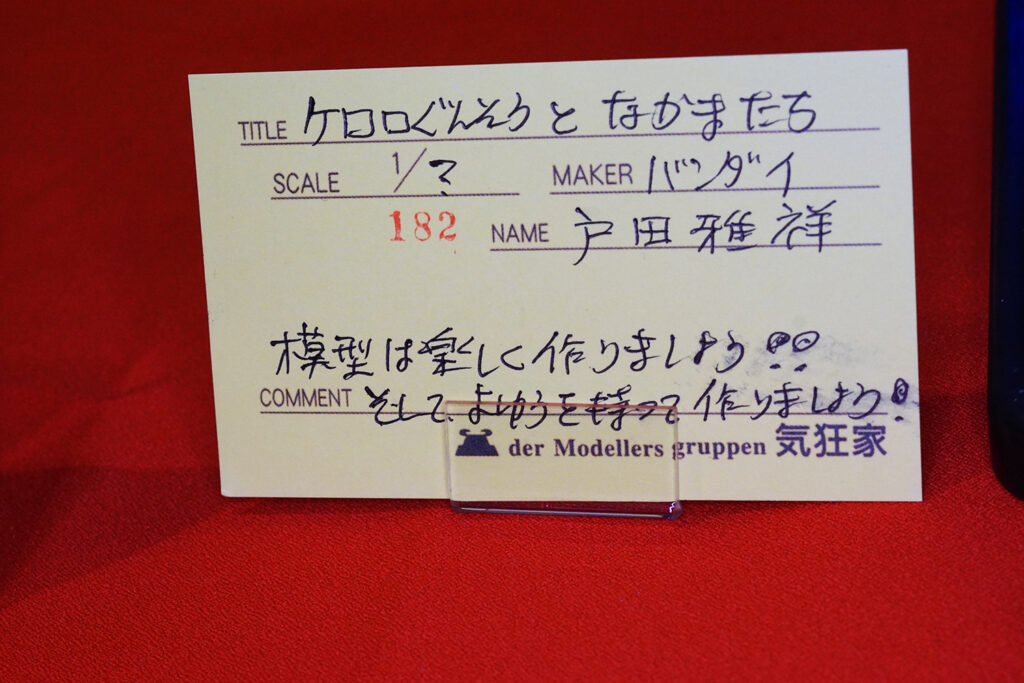 TITLE ケロロぐんそうと なかまたち
SCALE 1/? MAKER バンダイ
182 NAME 戸田雅祥
模型は楽しく作りましょう!!
COMMENT そして、よゆうを持って作りましょう!
der Modellers gruppen 気狂家